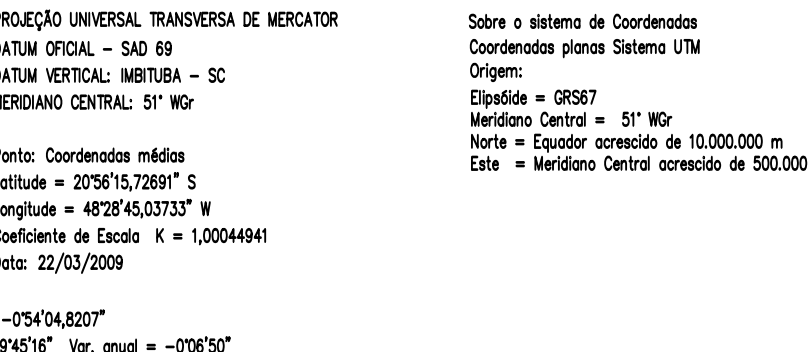 PROJEÇÃO UNIVERSAL TRANSVERSA DE MERCATOR
DATUM OFICIAL – SAD 69
DATUM VERTICAL: IMBITUBA – SC
MERIDIANO CENTRAL: 51° WGr
Ponto: Coordenadas médias
Latitude = 20°56'15,72691" S
Longitude = 48°28'45,03733" W
Coeficiente de Escala K = 1,00044941
Data: 22/03/2009
–0°54'04,8207"
9°45'16" Var. anual = –0°06'50"
Sobre o sistema de Coordenadas
Coordenadas planas Sistema UTM
Origem:
Elipsóide = GRS67
Meridiano Central = 51° WGr
Norte = Equador acrescido de 10.000.000 m
Este = Meridiano Central acrescido de 500.000